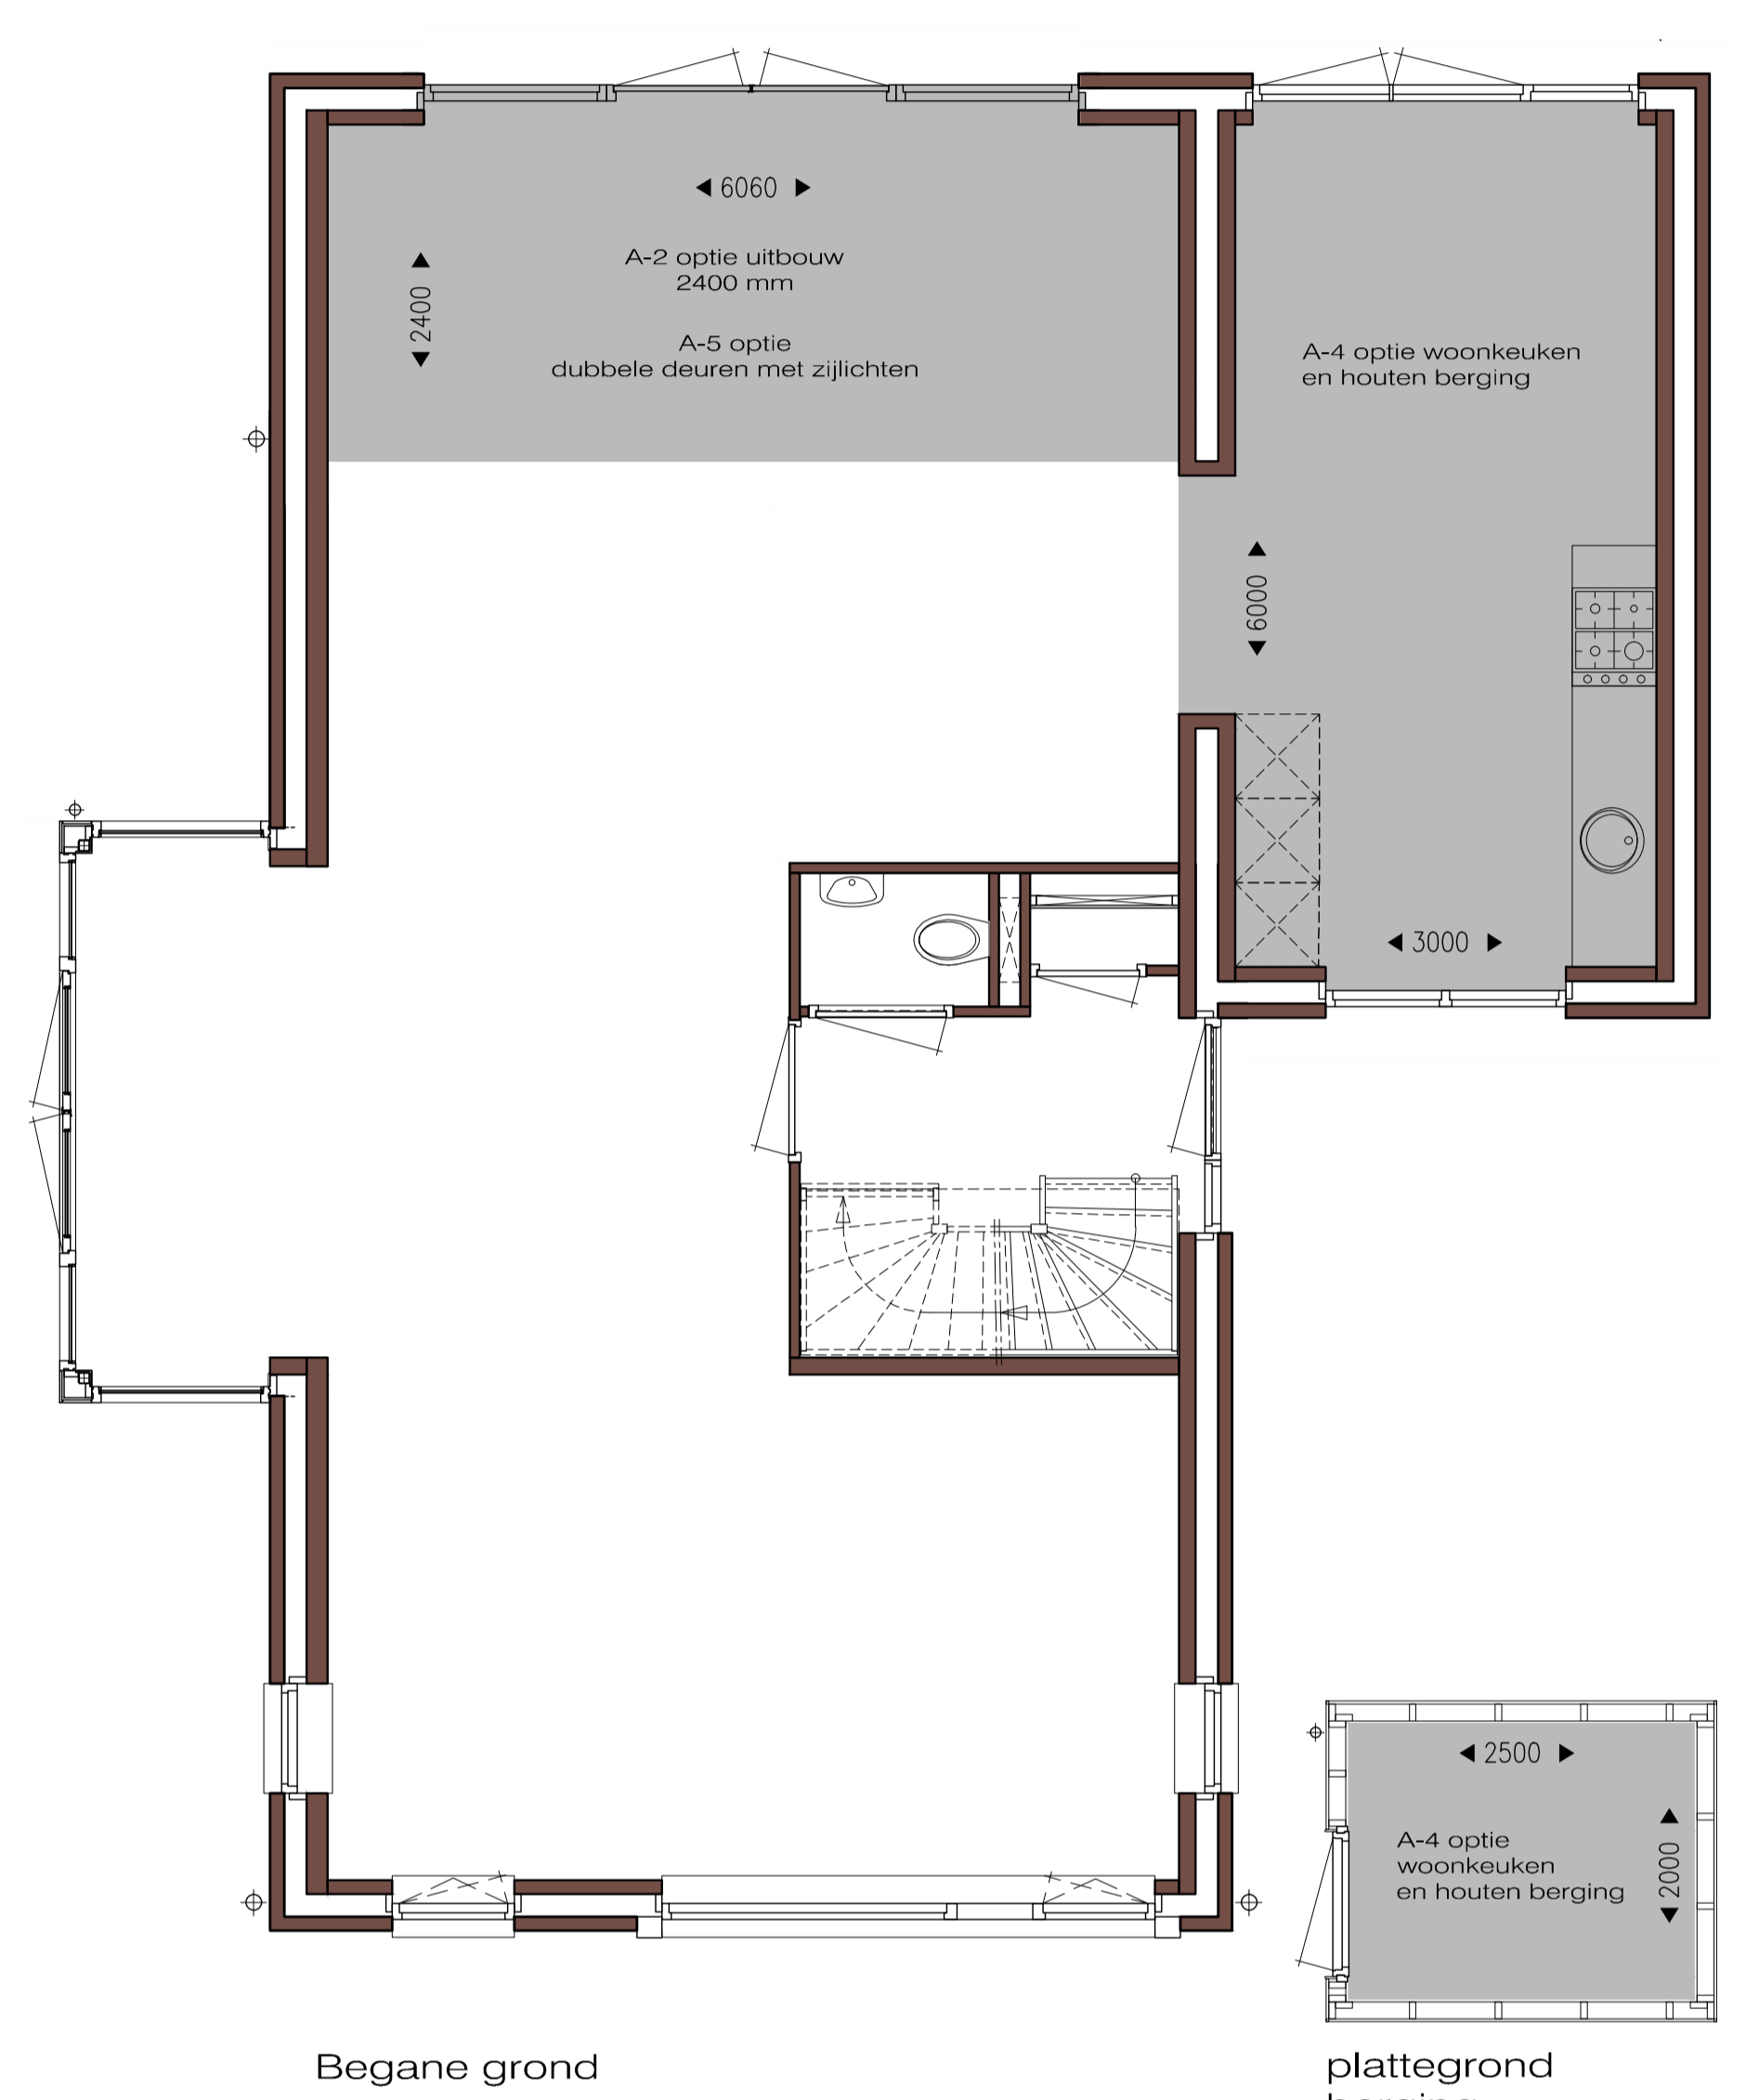 6060
A-2 optie uitbouw
2400 mm
2400
A-5 optie
dubbele deuren met zijlichten
A-4 optie woonkeuken
en houten berging
6000
3000
2500
A-4 optie
woonkeuken
en houten berging
2000
Begane grond
plattegrond